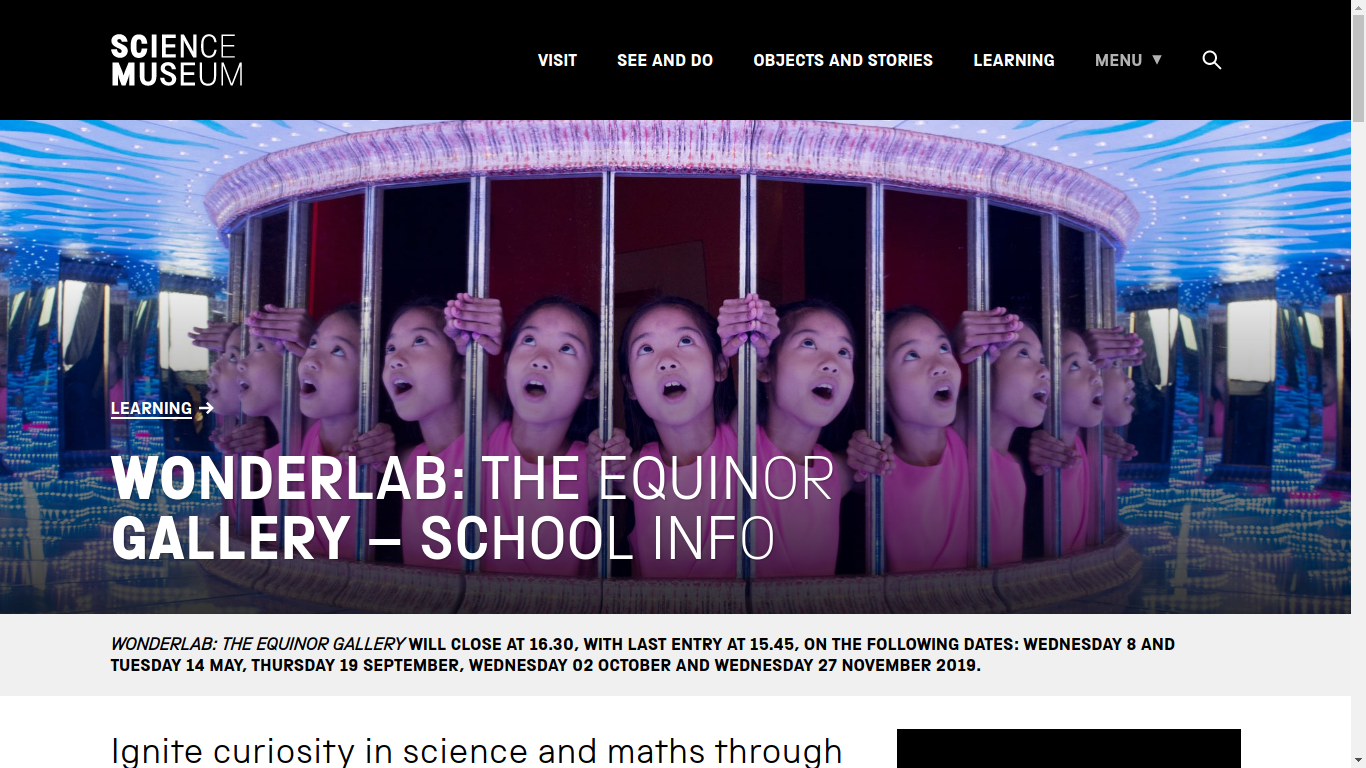 SCIENCE
MUSEUM
VISIT
SEE AND DO
OBJECTS AND STORIES
LEARNING
MENU ▼
LEARNING →
WONDERLAB: THE EQUINOR
GALLERY – SCHOOL INFO
WONDERLAB: THE EQUINOR GALLERY WILL CLOSE AT 16.30, WITH LAST ENTRY AT 15.45, ON THE FOLLOWING DATES: WEDNESDAY 8 AND
TUESDAY 14 MAY, THURSDAY 19 SEPTEMBER, WEDNESDAY 02 OCTOBER AND WEDNESDAY 27 NOVEMBER 2019.
Ignite curiosity in science and maths through